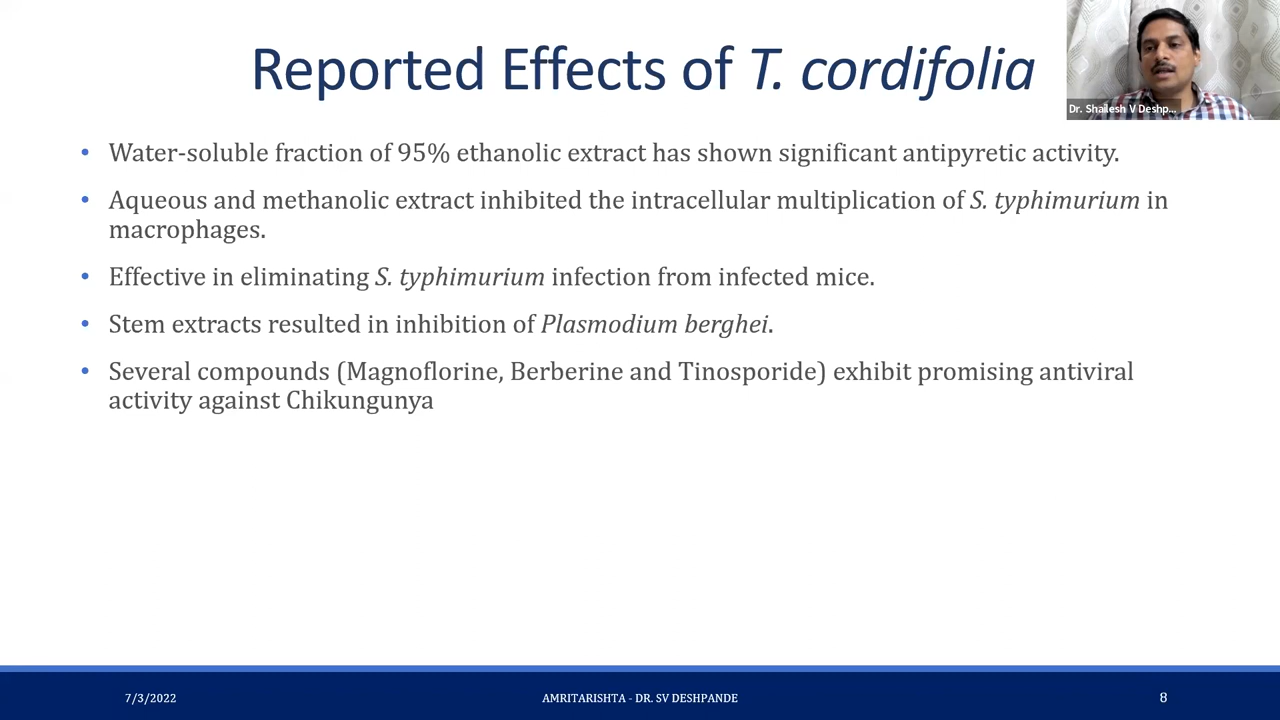 Reported Effects of T. cordifolia
Dr. Shailesh V Deshp...
• Water-soluble fraction of 95% ethanolic extract has shown significant antipyretic activity.
• Aqueous and methanolic extract inhibited the intracellular multiplication of S. typhimurium in
macrophages.
• Effective in eliminating S. typhimurium infection from infected mice.
• Stem extracts resulted in inhibition of Plasmodium berghei.
• Several compounds (Magnoflorine, Berberine and Tinosporide) exhibit promising antiviral
activity against Chikungunya
7/3/2022
AMRITARISHTA - DR. SV DESHPANDE
8